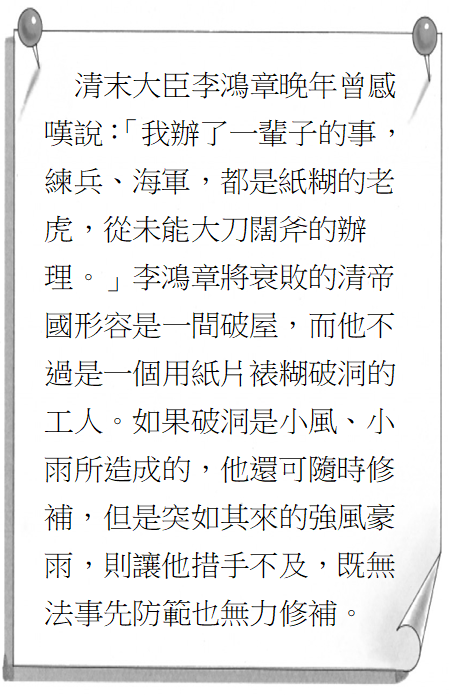 清末大臣李鴻章晚年曾感
嘆說：「我辦了一輩子的事，
練兵、海軍，都是紙糊的老
虎，從未能大刀闊斧的辦
理。」李鴻章將衰敗的清帝
國形容是一間破屋，而他不
過是一個用紙片裱糊破洞的
工人。如果破洞是小風、小
雨所造成的，他還可隨時修
補，但是突如其來的強風豪
雨，則讓他措手不及，既無
法事先防範也無力修補。